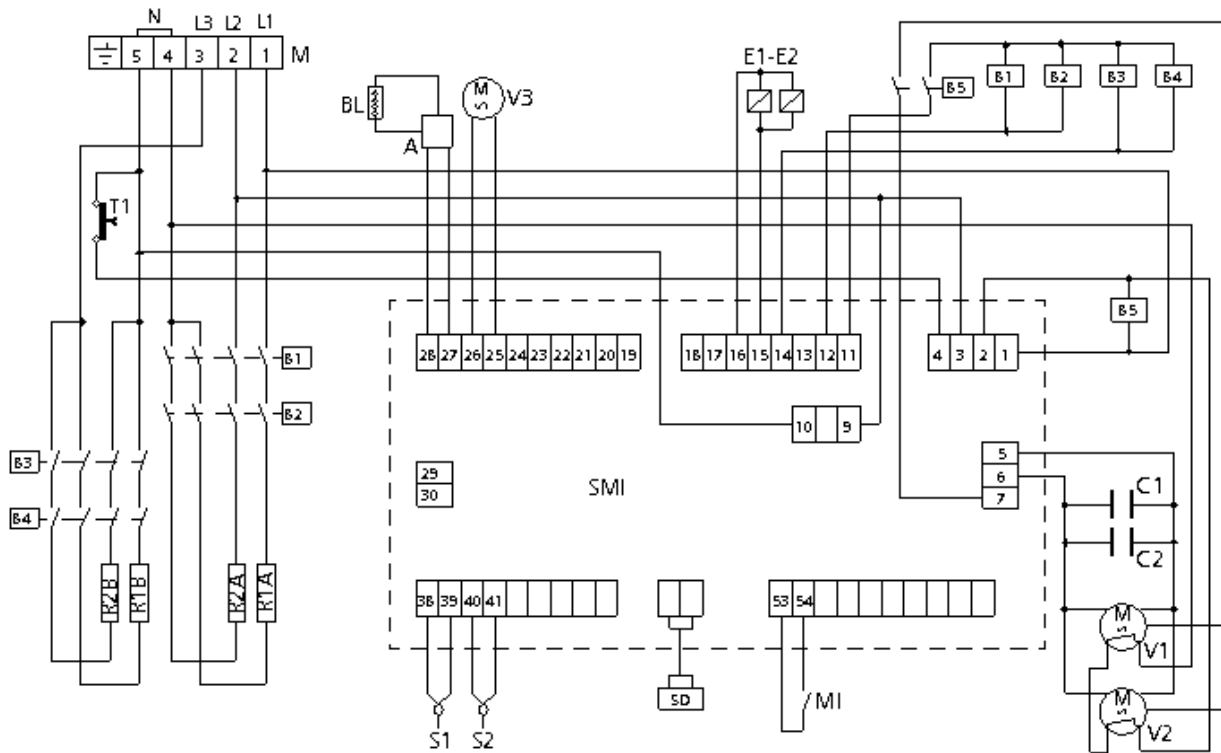 N L3 L2 L1
5 4 3 2 1 M
BL A M S V3
E1-E2
B5 B1 B2 B3 B4
T1
B5
28 27 26 25 24 23 22 21 20 19
18 17 16 15 14 13 12 11
4 3 2 1
B1
B2
10 9
B3
B4
29
30
SMI
5
6
7
C1
C2
R2B R1B R2A R1A
38 39 40 41
53 54
M S V1
SD
MI
M S V2
S1 S2